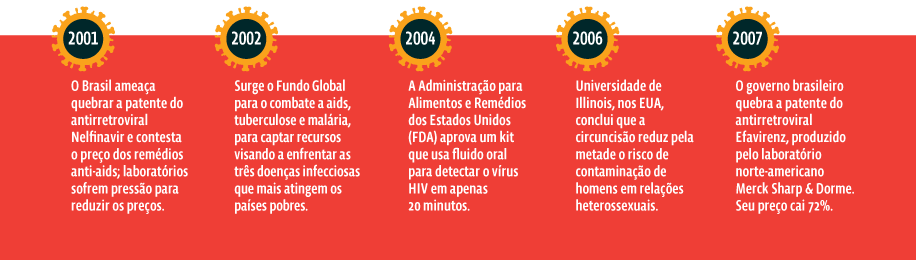 2001
O Brasil ameaça
quebrar a patente do
antirretroviral
Nelfinavir e contesta
o preço dos remédios
anti-aids; laboratórios
sofrem pressão para
reduzir os preços.
2002
Surge o Fundo Global
para o combate a aids,
tuberculose e malária,
para captar recursos
visando a enfrentar as
três doenças infecciosas
que mais atingem os
países pobres.
2004
A Administração para
Alimentos e Remédios
dos Estados Unidos
(FDA) aprova um kit
que usa fluido oral
para detectar o vírus
HIV em apenas
20 minutos.
2006
Universidade de
Illinois, nos EUA,
conclui que a
circuncisão reduz pela
metade o risco de
contaminação de
homens em relações
heterossexuais.
2007
O governo brasileiro
quebra a patente do
antirretroviral
Efavirenz, produzido
pelo laboratório
norte-americano
Merck Sharp & Dorme.
Seu preço cai 72%.